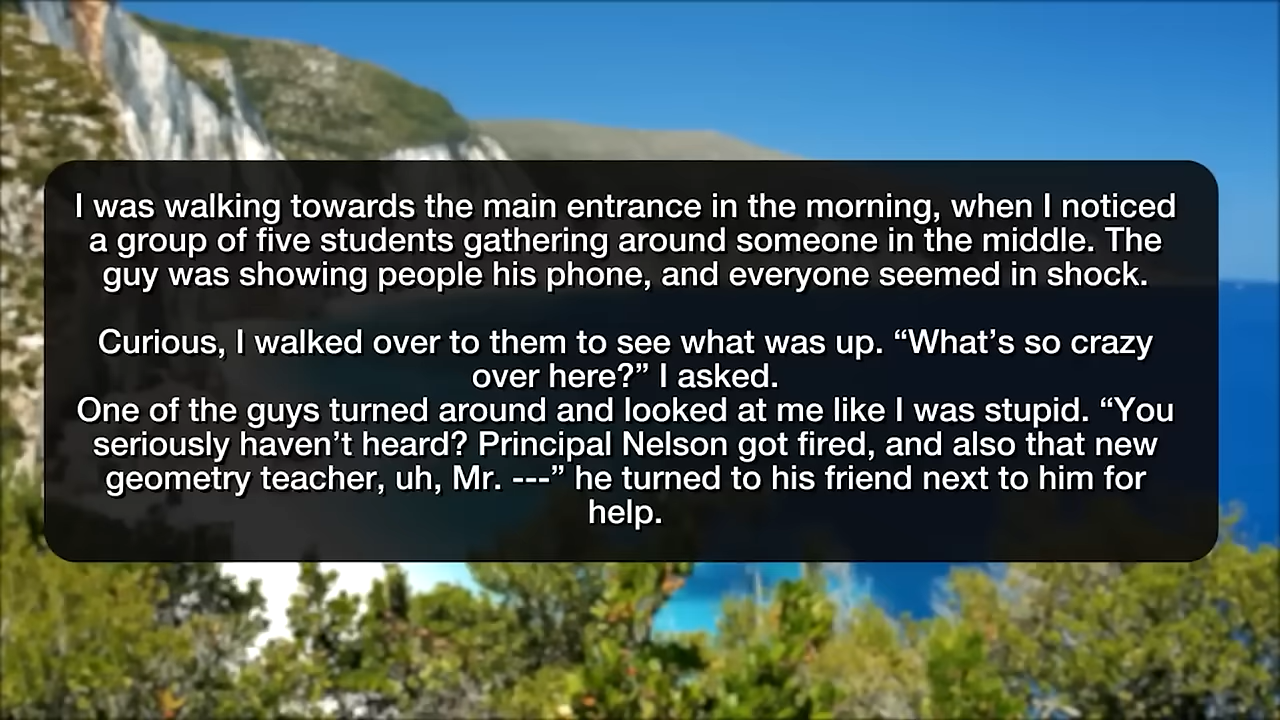 I was walking towards the main entrance in the morning, when I noticed
a group of five students gathering around someone in the middle. The
guy was showing people his phone, and everyone seemed in shock.
Curious, I walked over to them to see what was up. “What’s so crazy
over here?” I asked.
One of the guys turned around and looked at me like I was stupid. “You
seriously haven’t heard? Principal Nelson got fired, and also that new
geometry teacher, uh, Mr. ---” he turned to his friend next to him for
help.